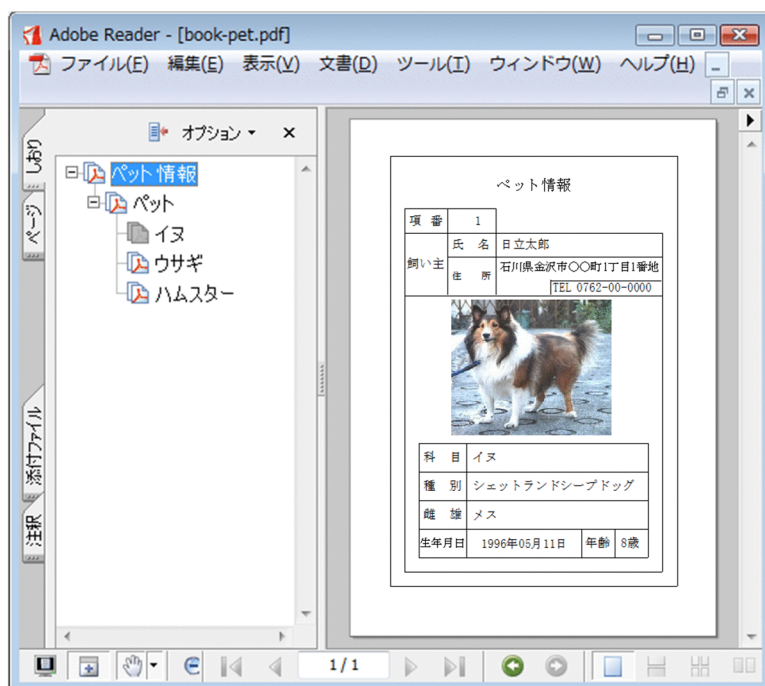 Adobe Reader - [book-pet.pdf]
ファイル(F) 編集(E) 表示(V) 文書(D) ツール(T) ウィンドウ(W) ヘルプ(H)
しおり
ページ
添付ファイル
注釈
オプション
ペット情報
ペット
イヌ
ウサギ
ハムスター
ペット情報
項 番 1
飼い主
氏 名 日立太郎
住 所 石川県金沢市〇〇町1丁目1番地
TEL 0762-00-0000
科 目 イヌ
種 別 シェットランドシープドッグ
雌 雄 メス
生年月日 1996年05月11日 年齢 8歳
1/1